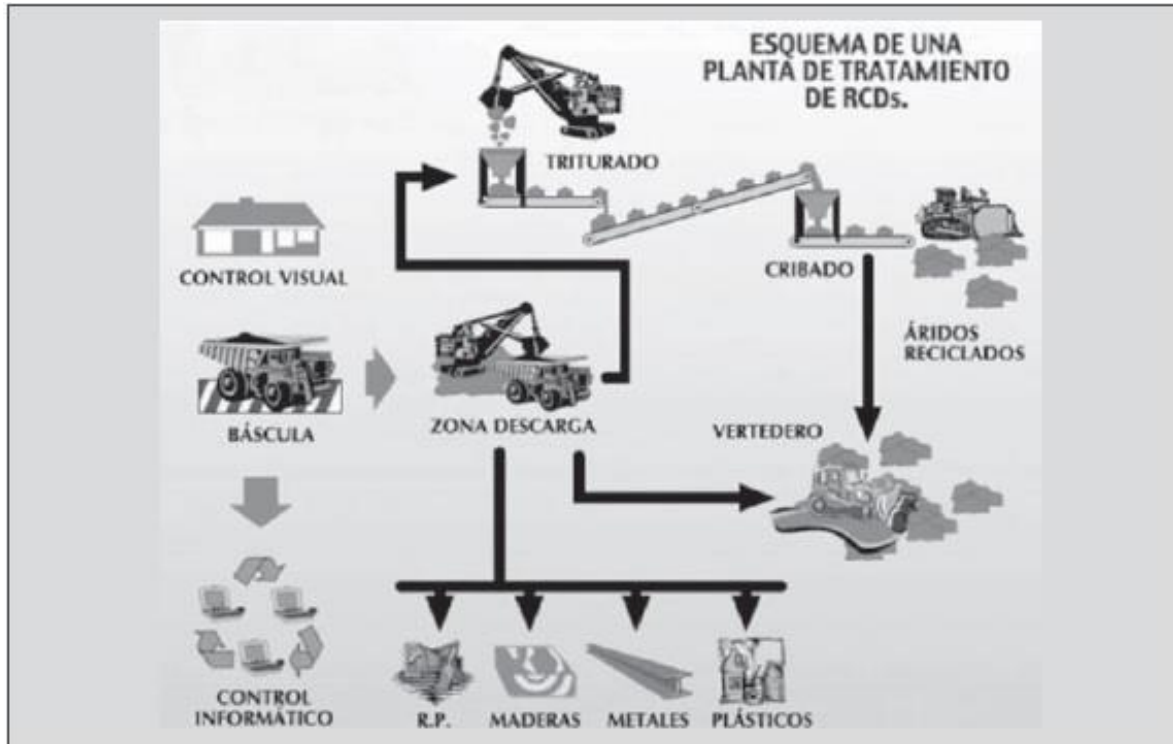 ESQUEMA DE UNA
PLANTA DE TRATAMIENTO
DE RCDs.
TRITURADO
CONTROL VISUAL
CRIBADO
ÁRIDOS
RECICLADOS
BÁSCULA
ZONA DESCARGA
VERTEDERO
CONTROL
INFORMÁTICO
R.P.
MADERAS
METALES
PLÁSTICOS